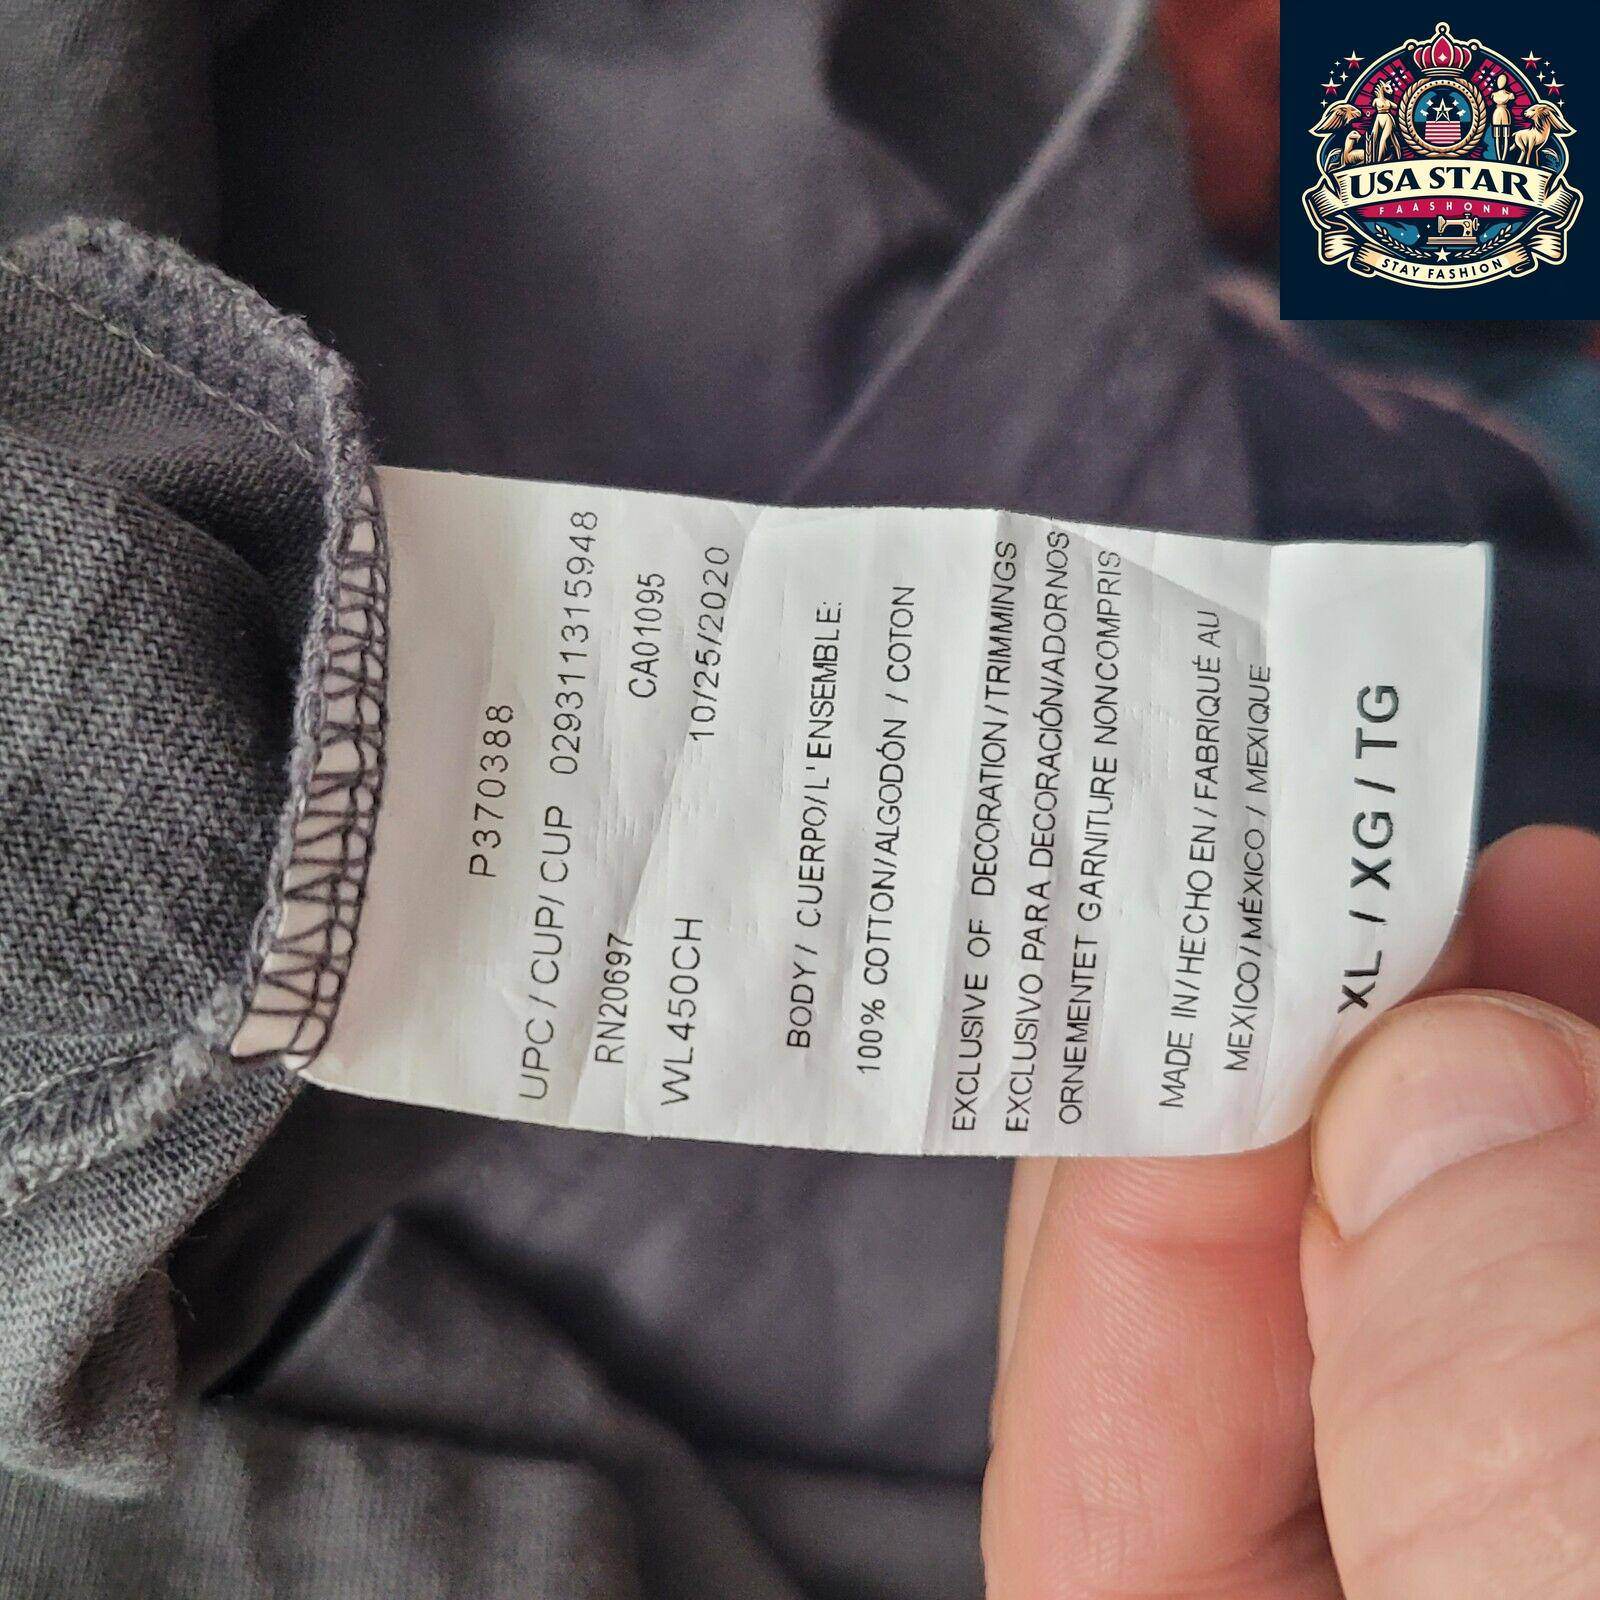 P370388
UPC/CUP/CUP 029311315948
RN20697 CA01095
WL450CH 10/25/2020
BODY/ CUERPO/L'ENSEMBLE:
100% COTTON/ALGODÓN / COTON
EXCLUSIVE OF DECORATION/TRIMMINGS
EXCLUSIVO PARA DECORACIÓN/ADORNOS
ORNEMENTET GARNITURE NONCOMPRIS
MADE IN/HECHO EN/FABRIQUÉ AU
MEXICO/MÉXICO / MEXIQUE
XL / XG / TG
USA STAR
FAASHONN
STAY FASHION